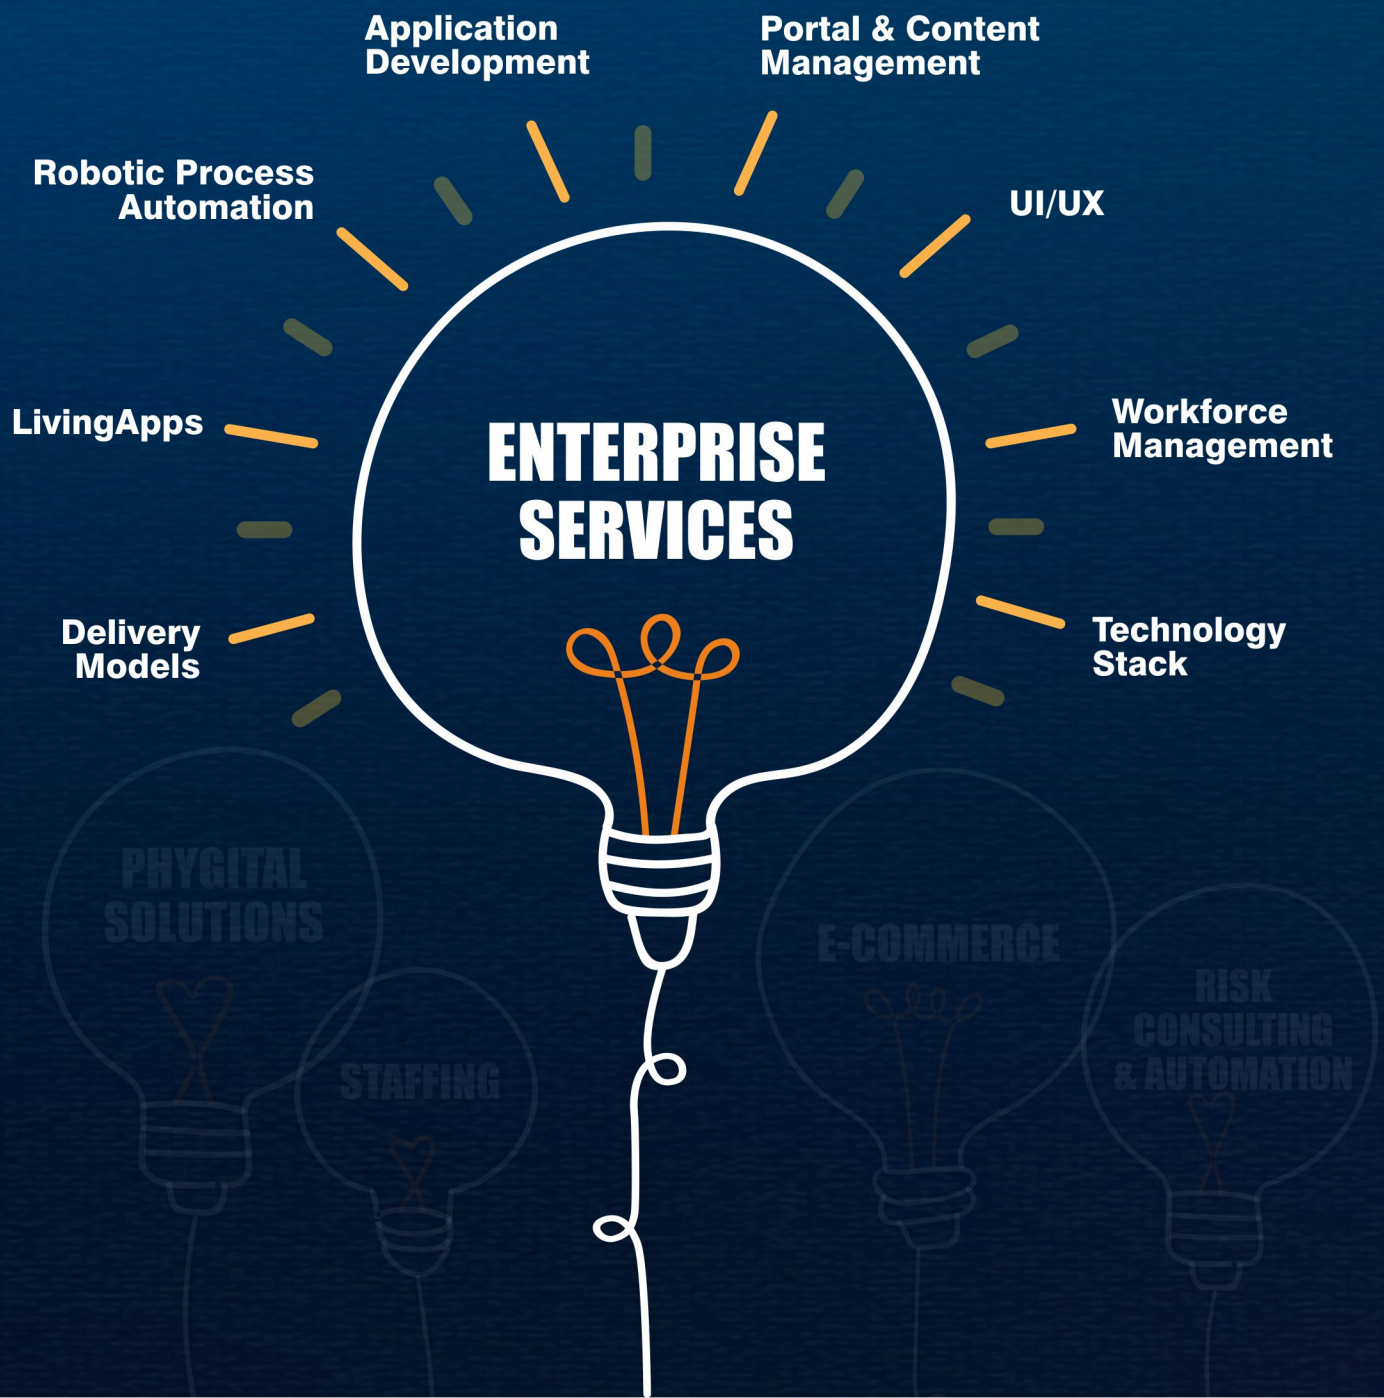 Application
Development
Portal & Content
Management
Robotic Process
Automation
UI/UX
LivingApps
Workforce
Management
ENTERPRISE
SERVICES
Delivery
Models
Technology
Stack
PHYGITAL
SOLUTIONS
E-COMMERCE
RISK
CONSULTING
& AUTOMATION
STAFFING